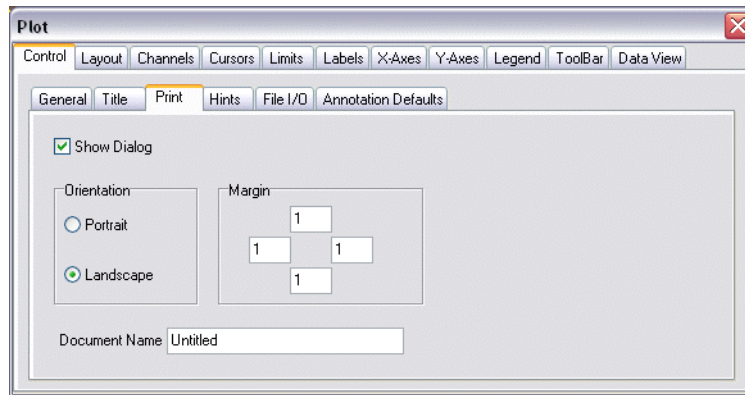 Plot
Control Layout Channels Cursors Limits Labels X-Axes Y-Axes Legend ToolBar Data View
General Title Print Hints File I/O Annotation Defaults
Show Dialog
Orientation Margin
1
Portrait
1 1
Landscape 1
Document Name Untitled